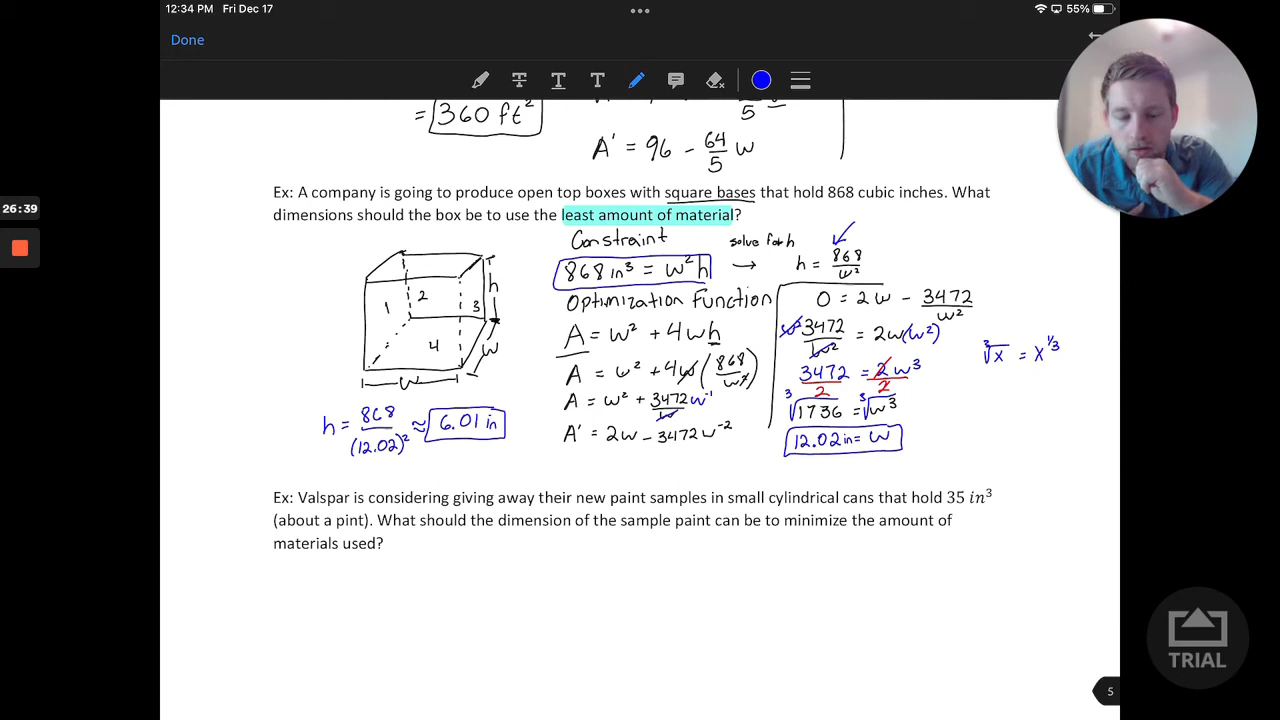 12:34 PM Fri Dec 17
55%
Done
26:39
= 360 ft²
5
A' = 96 - 64/5 w
Ex: A company is going to produce open top boxes with square bases that hold 868 cubic inches. What
dimensions should the box be to use the least amount of material?
Constraint
868 in³ = w²h
solve for h
→ h = 868/w²
Optimization Function
A = w² + 4wh
A = w² + 4w (868/w²)
A = w² + 3472/w w⁻¹
A' = 2w - 3472w⁻²
0 = 2w - 3472/w²
w² 3472/w² = 2w(w²)
3472/2 = 2w³/2
∛1736 = ∛w³
12.02in = w
∛x = x^1/3
1
2
3
4
h
w
w
h = 868/(12.02)² ≈ 6.01 in
Ex: Valspar is considering giving away their new paint samples in small cylindrical cans that hold 35 in³
(about a pint). What should the dimension of the sample paint can be to minimize the amount of
materials used?
TRIAL
5